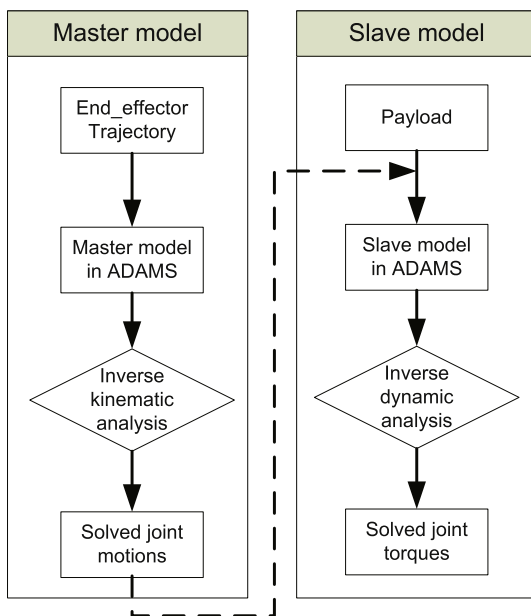 Master model
End_effector
Trajectory
Master model
in ADAMS
Inverse
kinematic
analysis
Solved joint
motions
Slave model
Payload
Slave model
in ADAMS
Inverse
dynamic
analysis
Solved joint
torques